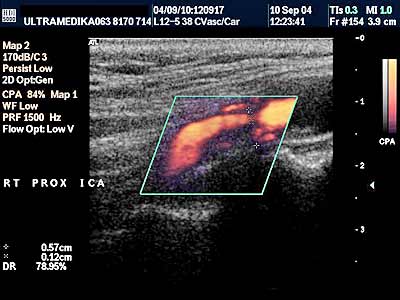 ULTRAMEDIKA063 8170 714
04/09/10:120917
L12-5 38 CVasc/Car
10 Sep 04
12:23:41
TIs 0.3 MI 1.0
Fr #154 3.9 cm
Map 2
170dB/C 3
Persist Low
2D OptGen
CPA 84% Map 1
WF Low
PRF 1500 Hz
Flow Opt: Low V
RT PROX ICA
0.57cm
0.12cm
DR 78.95%
0
1
2
3
CPA